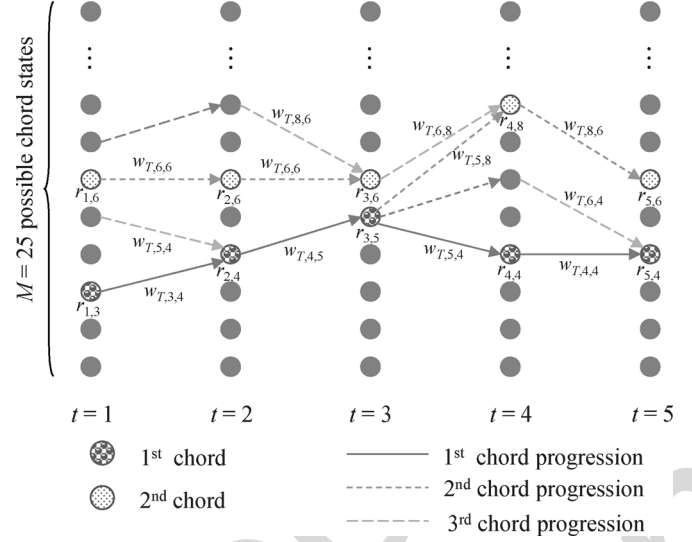 M = 25 possible chord states
w_{T,8,6}
w_{T,6,8}
r_{4,8}
w_{T,8,6}
w_{T,6,6}
w_{T,6,6}
w_{T,5,8}
r_{1,6}
r_{2,6}
r_{3,6}
r_{5,6}
w_{T,6,4}
w_{T,5,4}
r_{3,5}
w_{T,4,5}
w_{T,5,4}
r_{2,4}
r_{4,4}
w_{T,4,4}
r_{5,4}
w_{T,3,4}
r_{1,3}
t = 1
t = 2
t = 3
t = 4
t = 5
1st chord
2nd chord
1st chord progression
2nd chord progression
3rd chord progression